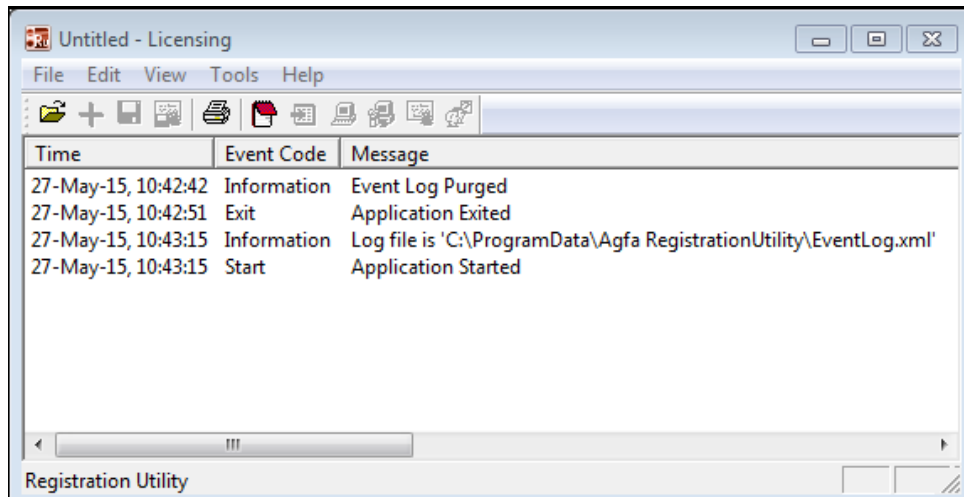 Untitled - Licensing
File Edit View Tools Help
Time Event Code Message
27-May-15, 10:42:42 Information Event Log Purged
27-May-15, 10:42:51 Exit Application Exited
27-May-15, 10:43:15 Information Log file is 'C:\ProgramData\Agfa RegistrationUtility\EventLog.xml'
27-May-15, 10:43:15 Start Application Started
Registration Utility